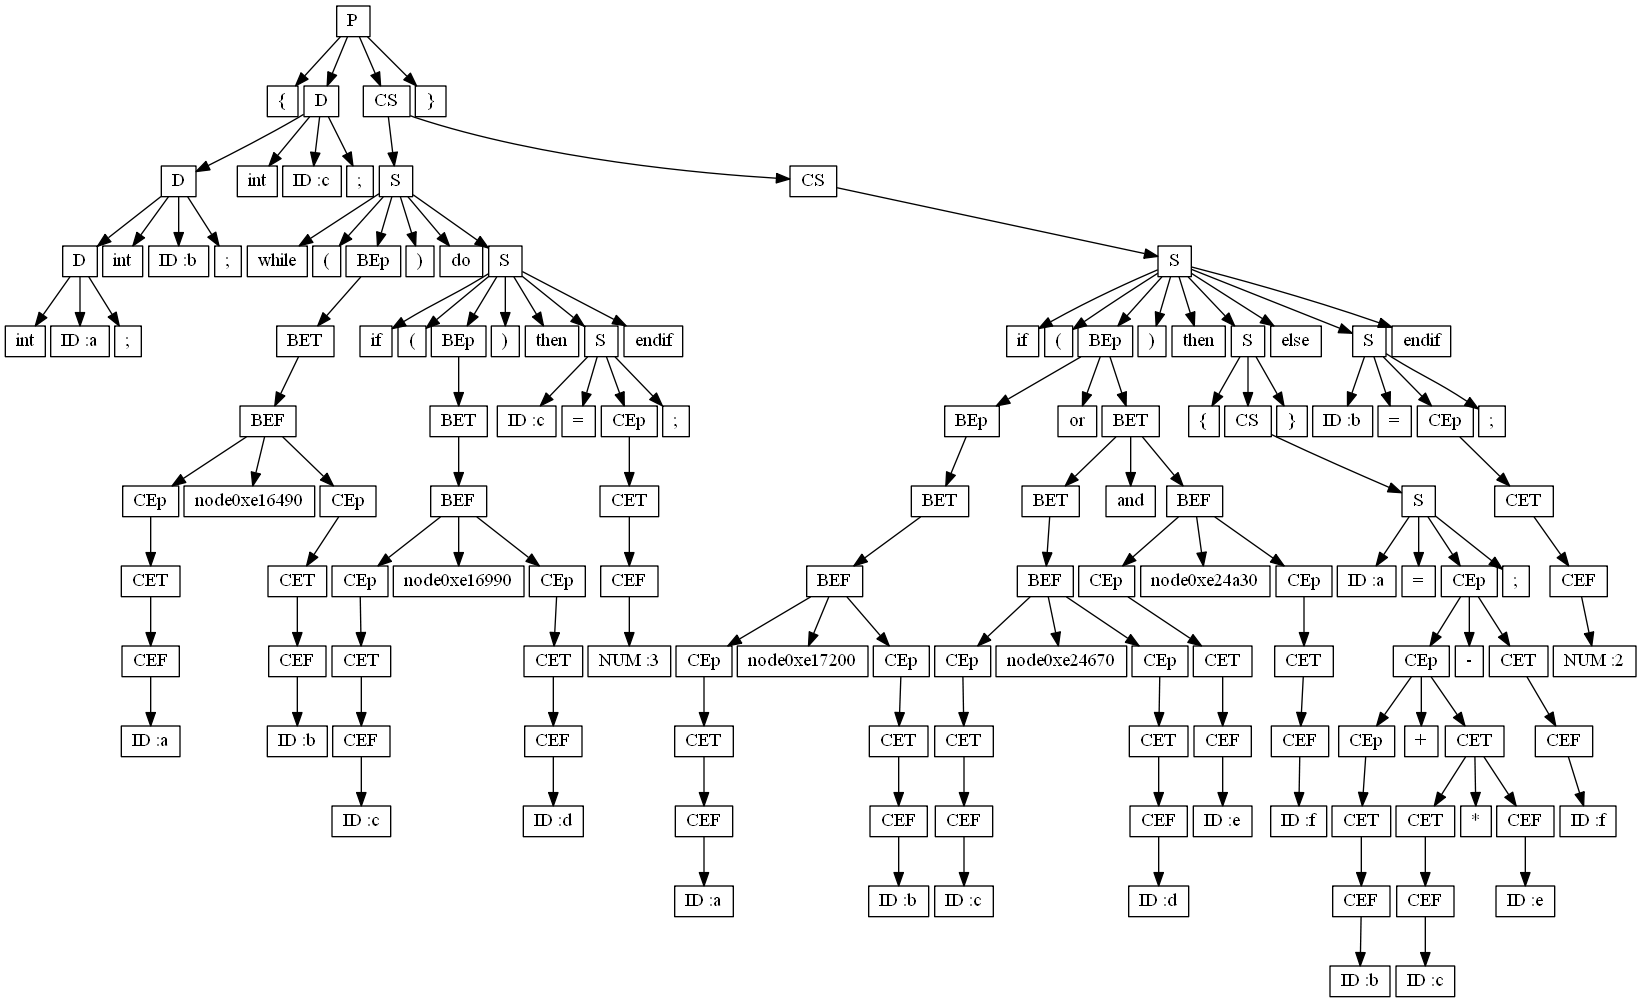 P
{ D CS }
D int ID :c ; S CS
D int ID :b ; while ( BEp ) do S S
int ID :a ; BET if ( BEp ) then S endif if ( BEp ) then S else S endif
BEF BET ID :c = CEp ; BEp or BET { CS } ID :b = CEp ;
CEp node0xe16490 CEp BEF CET BET BET and BEF S CET
CET CET CEp node0xe16990 CEp CEF BEF BEF CEp node0xe24a30 CEp ID :a = CEp ; CEF
CEF CEF CET CET NUM :3 CEp node0xe17200 CEp CEp node0xe24670 CEp CET CET CEp - CET NUM :2
ID :a ID :b CEF CEF CET CET CET CET CEF CEF CEp + CET CEF
ID :c ID :d CEF CEF CEF CEF ID :e ID :f CET CET * CEF ID :f
ID :a ID :b ID :c ID :d CEF CEF ID :e
ID :b ID :c